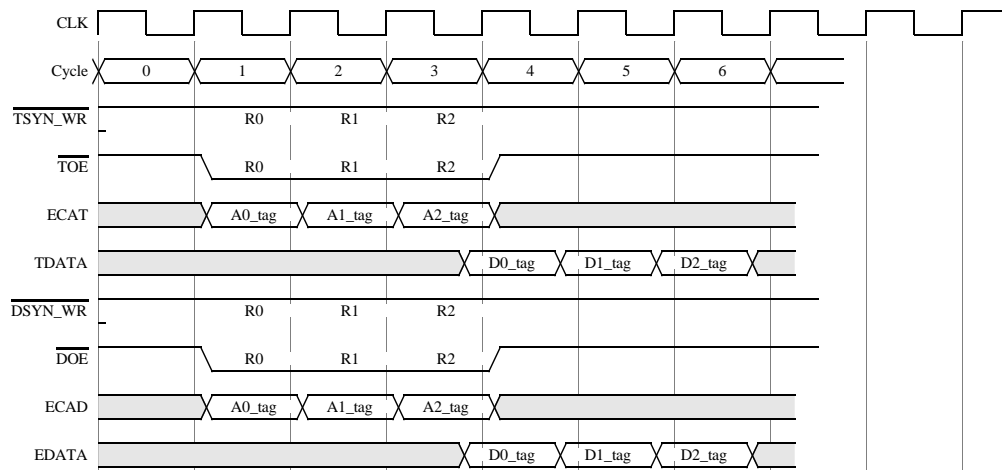 CLK
Cycle 0 1 2 3 4 5 6
TSYN_WR R0 R1 R2
TOE R0 R1 R2
ECAT A0_tag A1_tag A2_tag
TDATA D0_tag D1_tag D2_tag
DSYN_WR R0 R1 R2
DOE R0 R1 R2
ECAD A0_tag A1_tag A2_tag
EDATA D0_tag D1_tag D2_tag